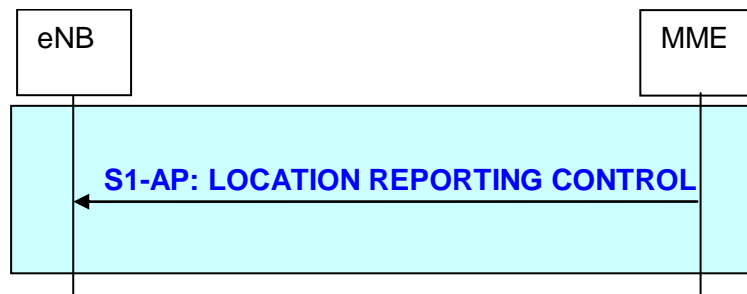 eNB
MME
S1-AP: LOCATION REPORTING CONTROL